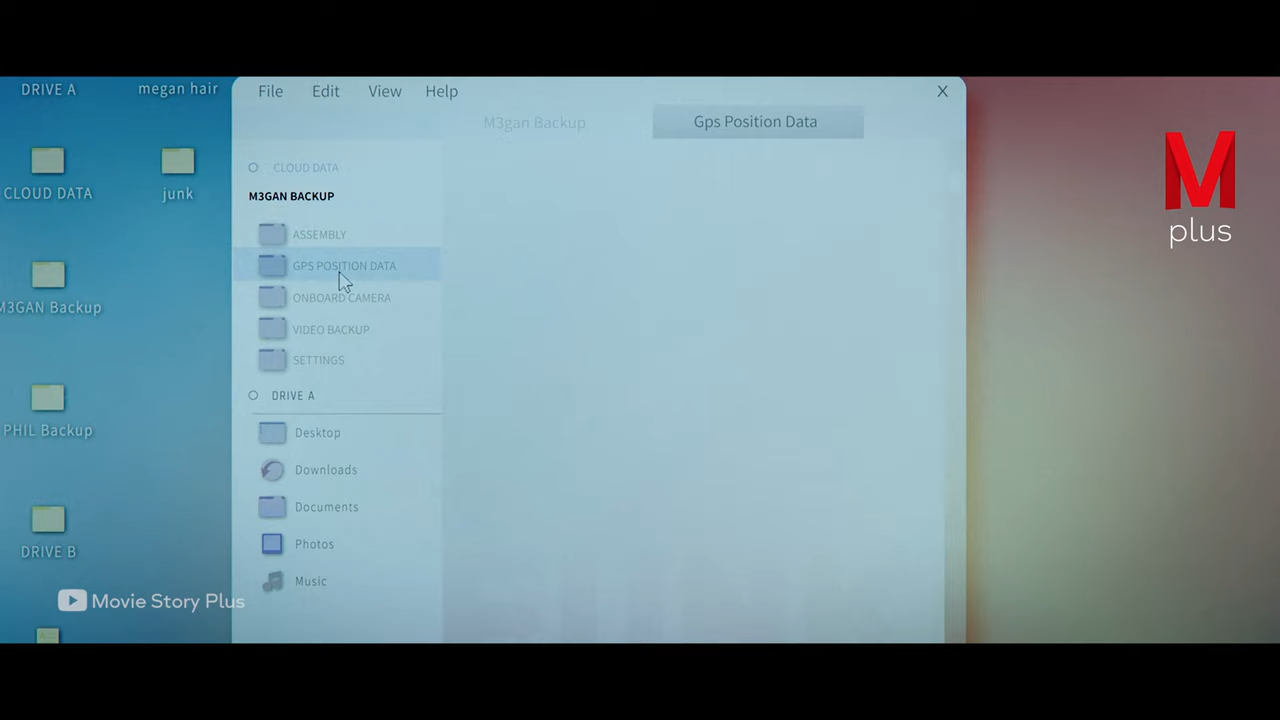 DRIVE A
megan hair
CLOUD DATA
junk
M3GAN Backup
PHIL Backup
DRIVE B
File Edit View Help X
M3gan Backup
Gps Position Data
CLOUD DATA
M3GAN BACKUP
ASSEMBLY
GPS POSITION DATA
ONBOARD CAMERA
VIDEO BACKUP
SETTINGS
DRIVE A
Desktop
Downloads
Documents
Photos
Music
M
plus
Movie Story Plus